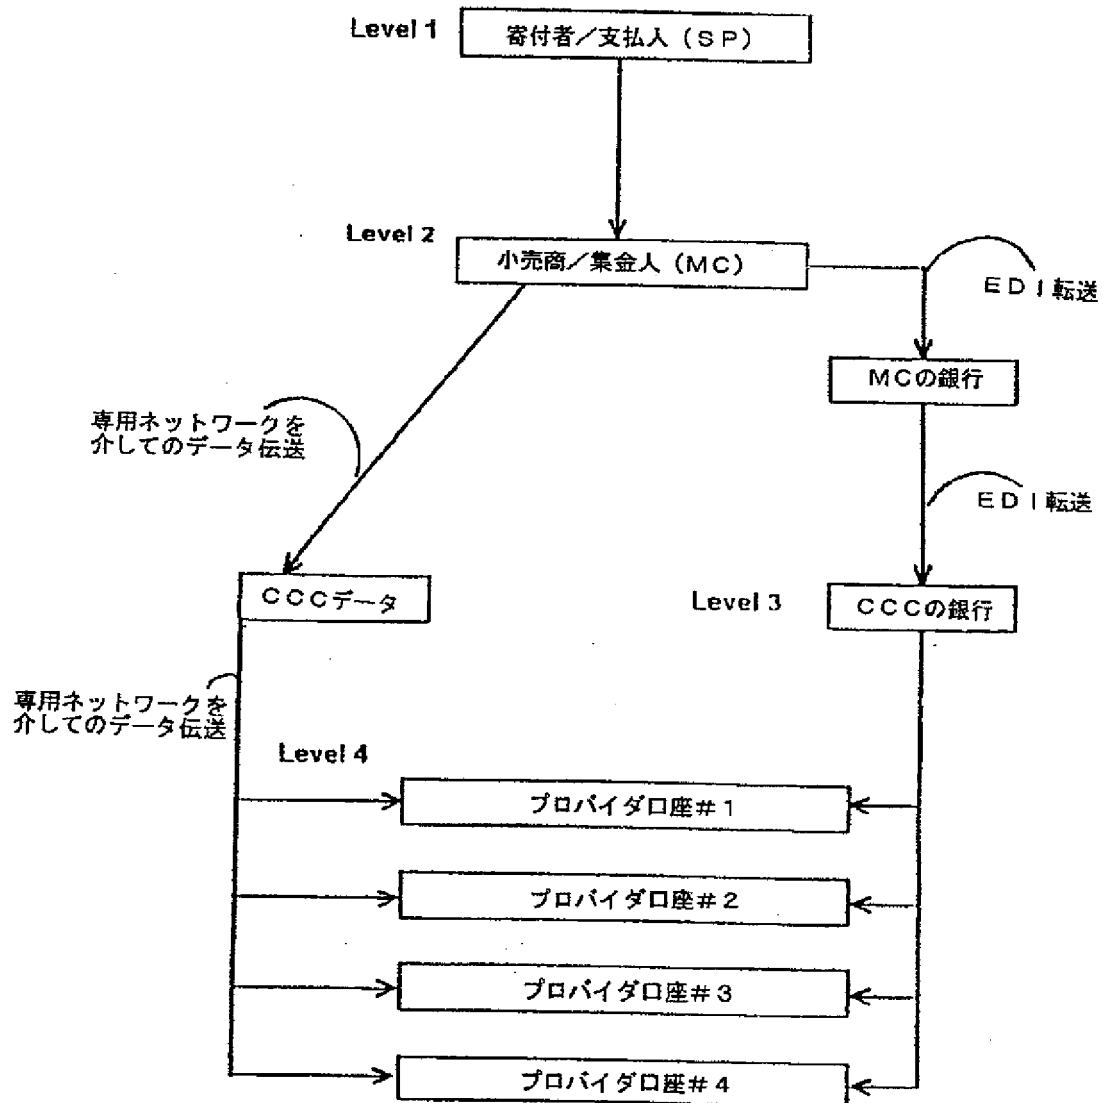 Level 1
寄付者/支払人(SP)
Level 2
小売商/集金人(MC)
EDI転送
MCの銀行
専用ネットワークを
介してのデータ伝送
EDI転送
CCCデータ
Level 3
CCCの銀行
専用ネットワークを
介してのデータ伝送
Level 4
プロバイダ口座#1
プロバイダ口座#2
プロバイダ口座#3
プロバイダ口座#4